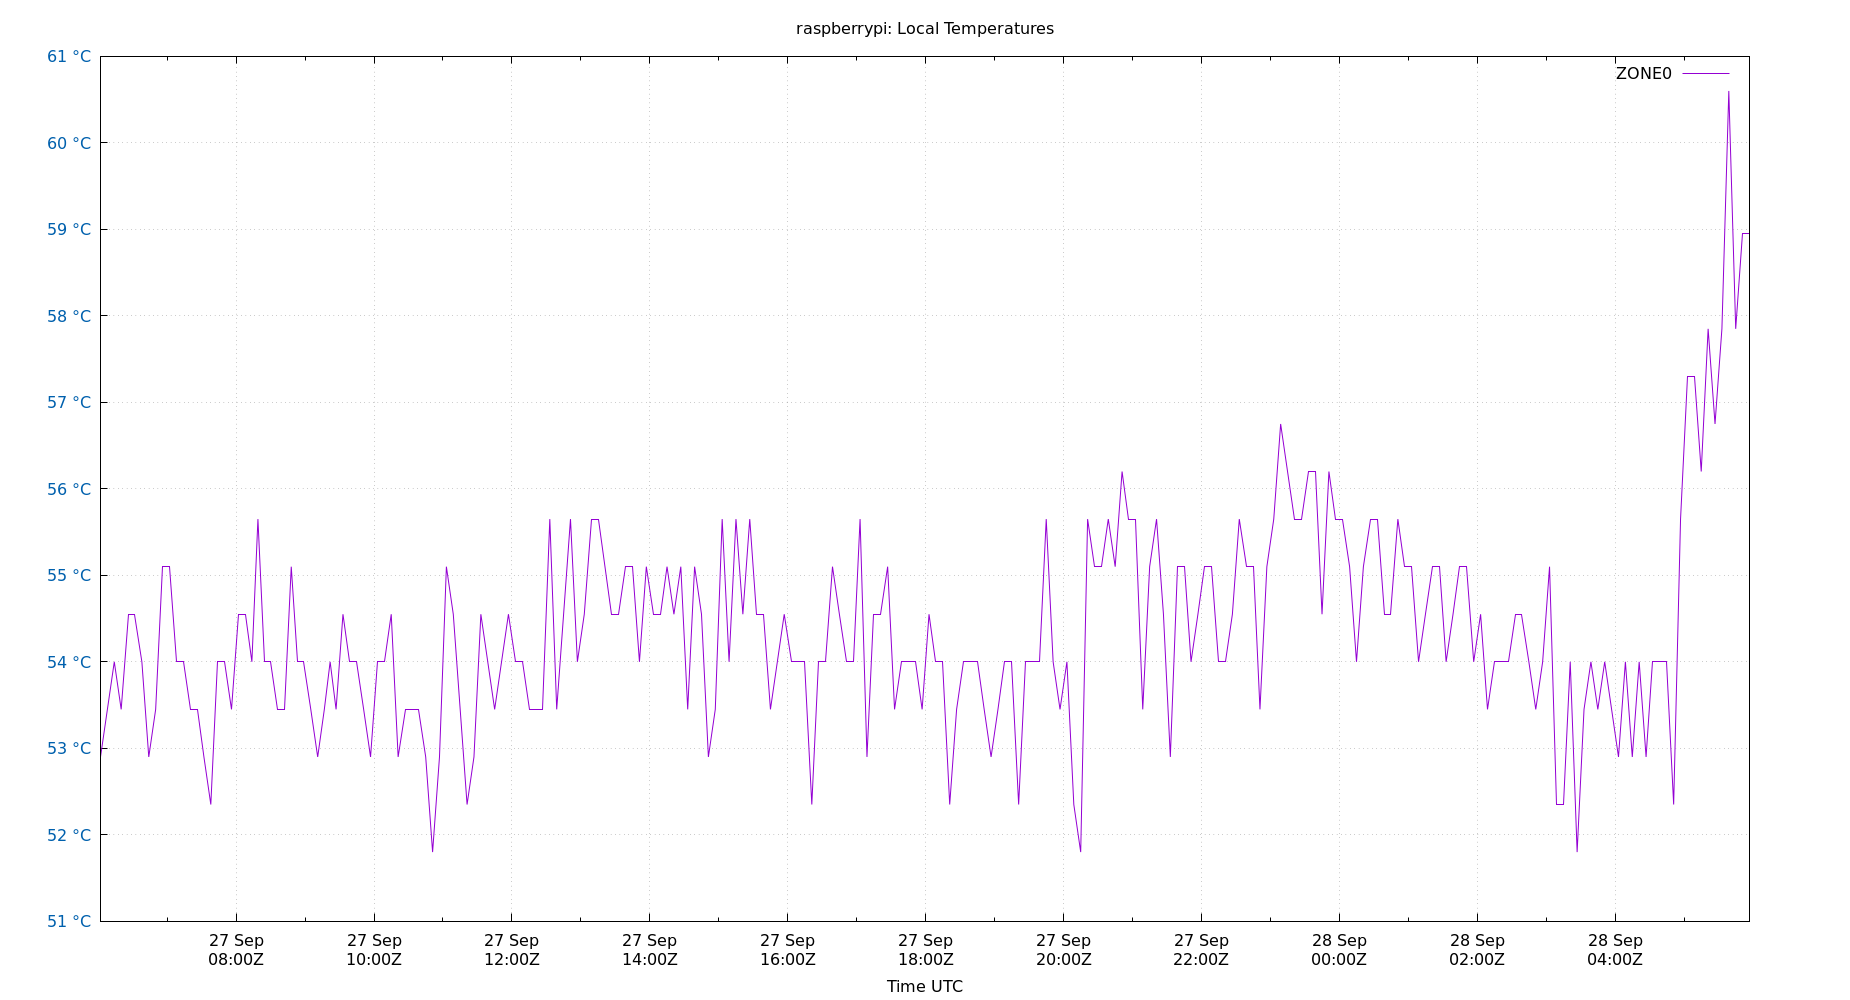 raspberrypi: Local Temperatures
61 °C
ZONE0
60 °C
59 °C
58 °C
57 °C
56 °C
55 °C
54 °C
53 °C
52 °C
51 °C
27 Sep 27 Sep 27 Sep 27 Sep 27 Sep 27 Sep 27 Sep 27 Sep 28 Sep 28 Sep 28 Sep
08:00Z 10:00Z 12:00Z 14:00Z 16:00Z 18:00Z 20:00Z 22:00Z 00:00Z 02:00Z 04:00Z
Time UTC